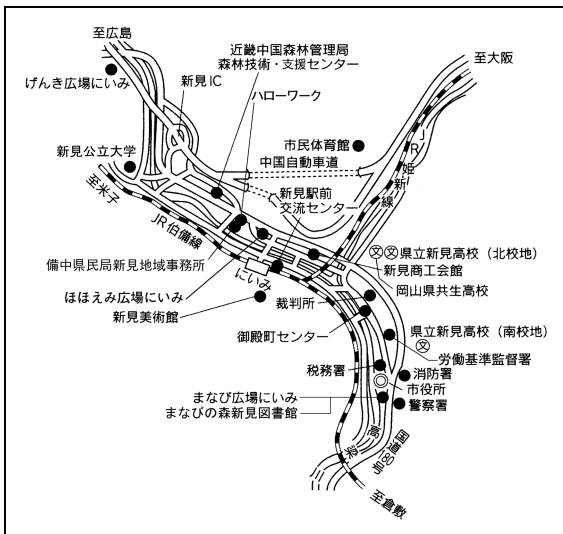 至広島
げんき広場にいみ
近畿中国森林管理局
森林技術・支援センター
新見IC
ハローワーク
至大阪
新見公立大学
市民体育館
中国自動車道
JR姫新線
至米子
JR伯備線
新見駅前
交流センター
備中県民局新見地域事務所
にいみ
ほほえみ広場にいみ
新見美術館
文文県立新見高校（北校地）
新見商工会館
岡山県共生高校
裁判所
御殿町センター
県立新見高校（南校地）
文
労働基準監督署
税務署
消防署
市役所
まなび広場にいみ
まなびの森新見図書館
警察署
高梁川
国道180号
至倉敷